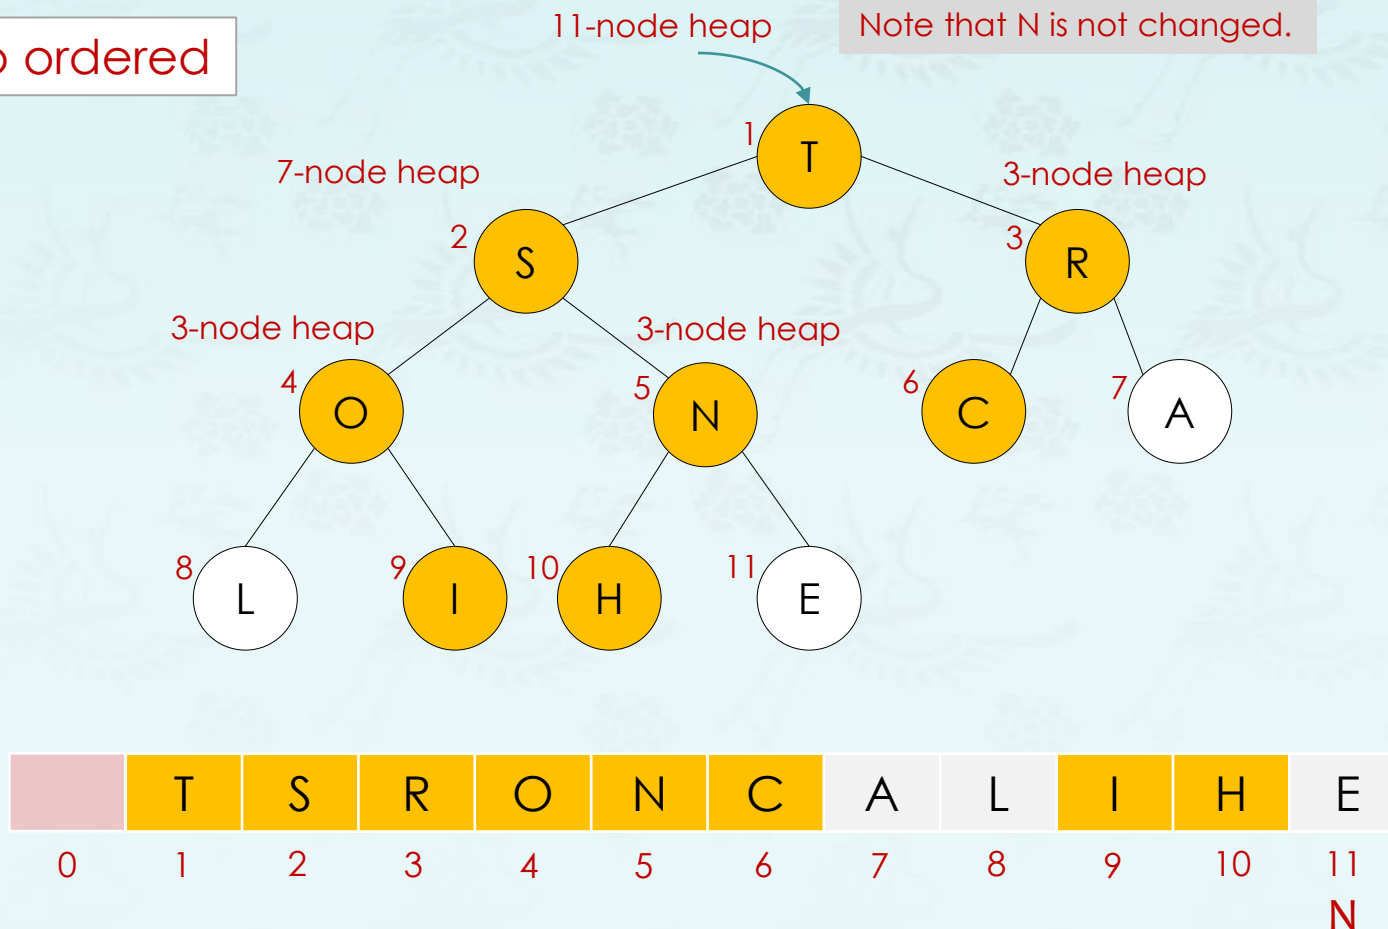 ordered
11-node heap
Note that N is not changed.
1
T
7-node heap
3-node heap
2
S
3
R
3-node heap
3-node heap
4
O
5
N
6
C
7
A
8
L
9
I
10
H
11
E
T S R O N C A L I H E
0 1 2 3 4 5 6 7 8 9 10 11
N